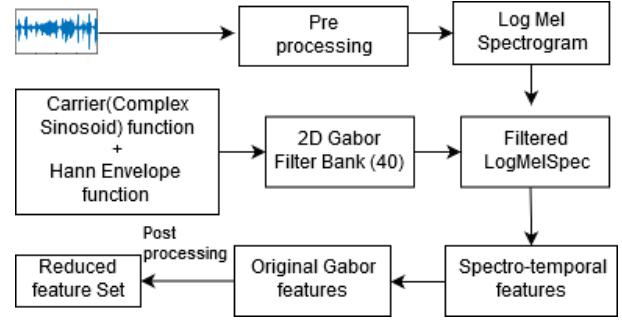 Pre
processing
Log Mel
Spectrogram
Carrier(Complex
Sinosoid) function
+
Hann Envelope
function
2D Gabor
Filter Bank (40)
Filtered
LogMelSpec
Post
processing
Reduced
feature Set
Original Gabor
features
Spectro-temporal
features